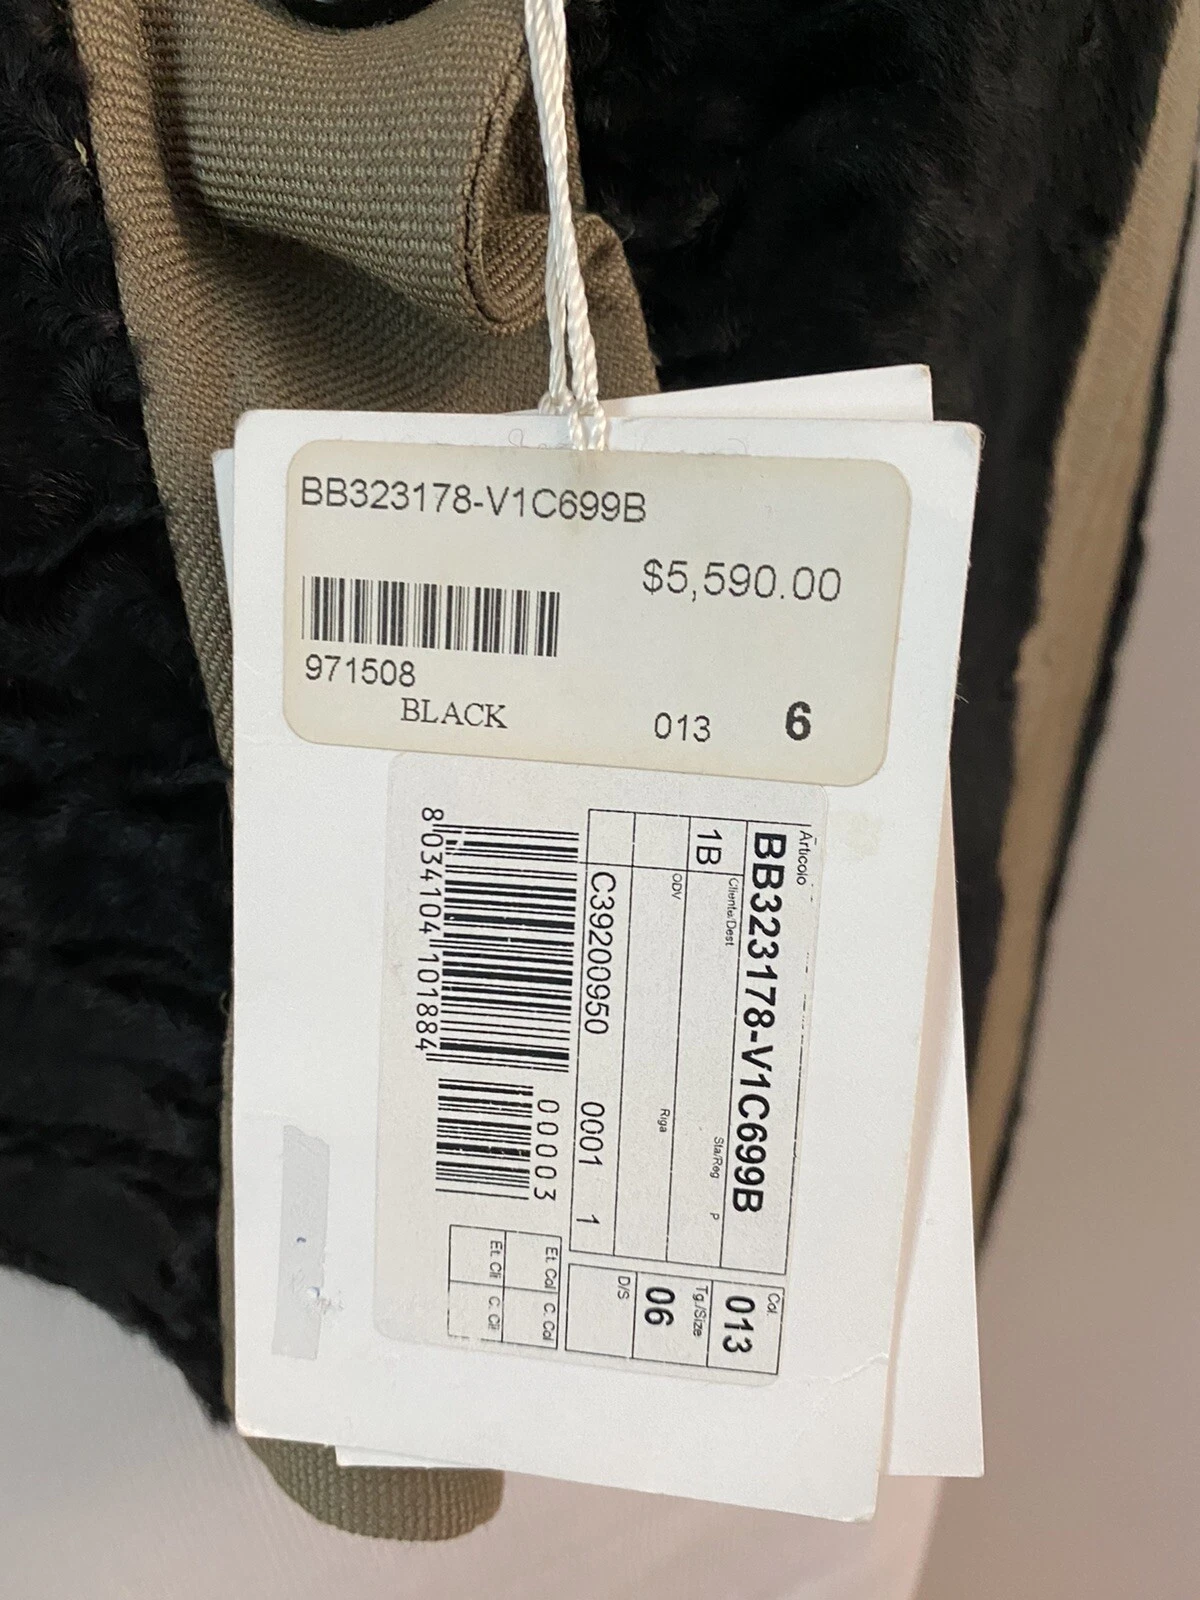 BB323178-V1C699B
$5,590.00
971508
BLACK 013 6
Articolo
BB323178-V1C699B
Cliente/Dest Sta/Reg P
1B
ODV Riga
C39200950 0001 1
Col.
013
Tg./Size
06
D/S
8 034104 101884
00003
Et. Col C. Col
Et. Cli C. Cli